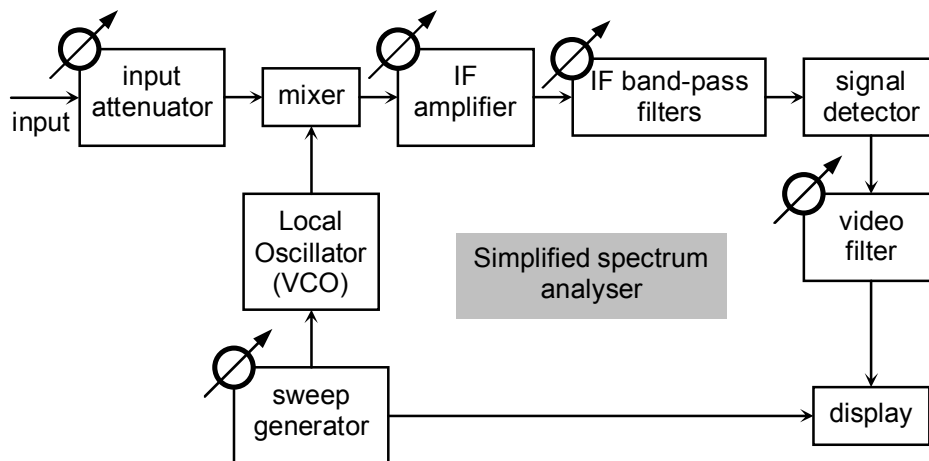 input
attenuator
input
mixer
IF
amplifier
IF band-pass
filters
signal
detector
video
filter
Local
Oscillator
(VCO)
Simplified spectrum
analyser
sweep
generator
display